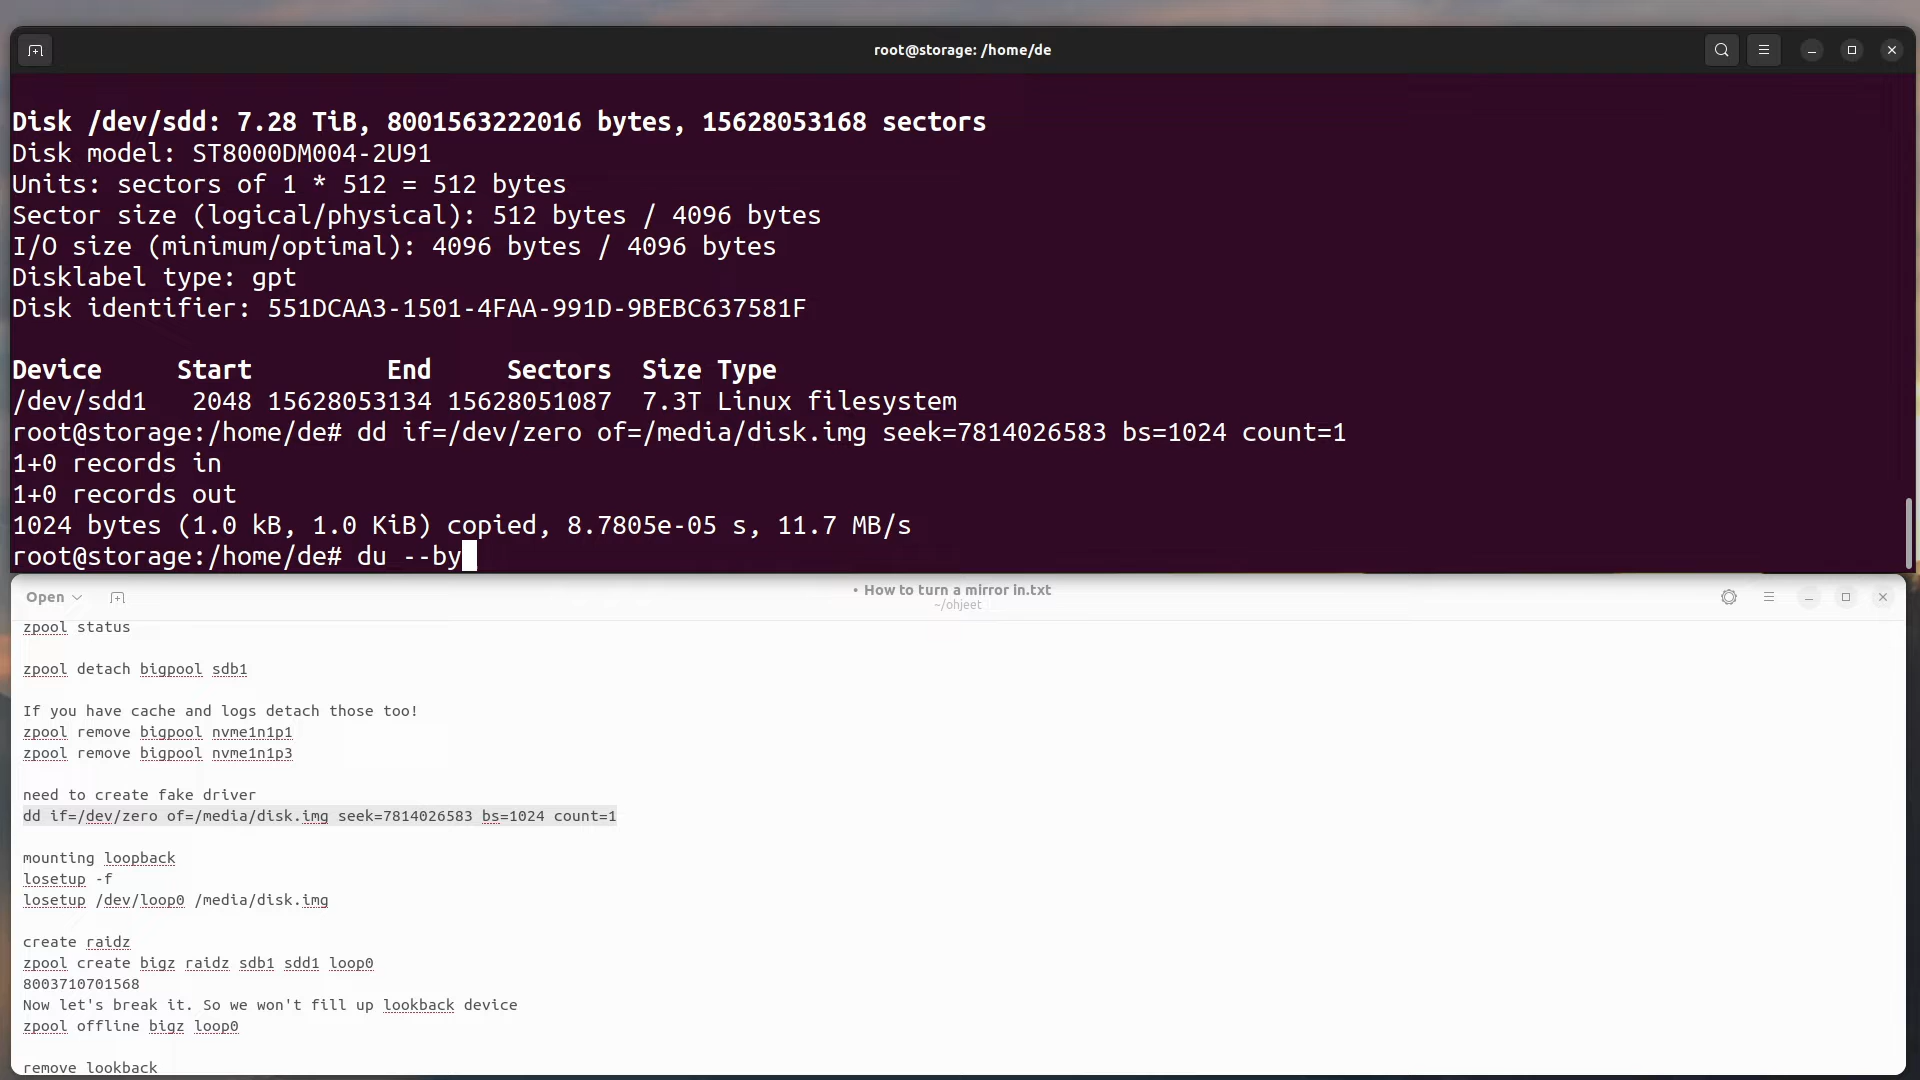 root@storage: /home/de
Disk /dev/sdd: 7.28 TiB, 8001563222016 bytes, 15628053168 sectors
Disk model: ST8000DM004-2U91
Units: sectors of 1 * 512 = 512 bytes
Sector size (logical/physical): 512 bytes / 4096 bytes
I/O size (minimum/optimal): 4096 bytes / 4096 bytes
Disklabel type: gpt
Disk identifier: 551DCAA3-1501-4FAA-991D-9BEBC637581F
Device     Start         End     Sectors  Size Type
/dev/sdd1   2048 15628053134 15628051087  7.3T Linux filesystem
root@storage:/home/de# dd if=/dev/zero of=/media/disk.img seek=7814026583 bs=1024 count=1
1+0 records in
1+0 records out
1024 bytes (1.0 kB, 1.0 KiB) copied, 8.7805e-05 s, 11.7 MB/s
root@storage:/home/de# du --by
Open
• How to turn a mirror in.txt
~/ohjeet
zpool status
zpool detach bigpool sdb1
If you have cache and logs detach those too!
zpool remove bigpool nvme1n1p1
zpool remove bigpool nvme1n1p3
need to create fake driver
dd if=/dev/zero of=/media/disk.img seek=7814026583 bs=1024 count=1
mounting loopback
losetup -f
losetup /dev/loop0 /media/disk.img
create raidz
zpool create bigz raidz sdb1 sdd1 loop0
8003710701568
Now let's break it. So we won't fill up lookback device
zpool offline bigz loop0
remove lookback